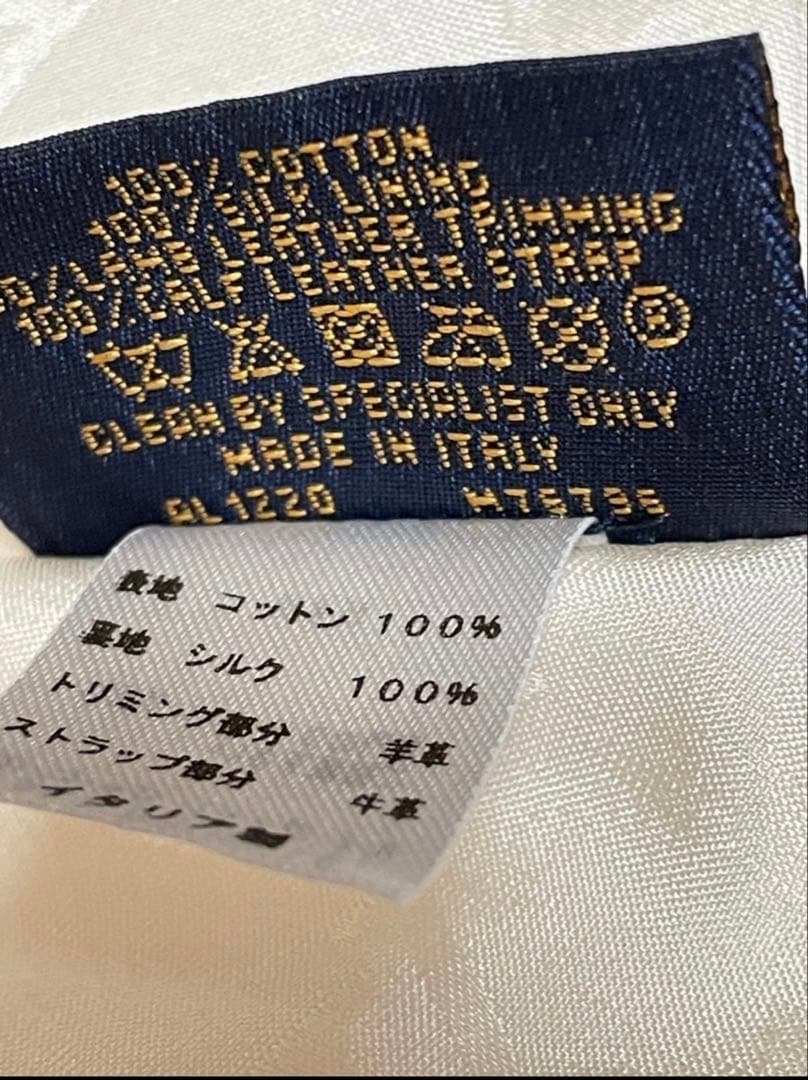 100% COTTON
100% SILK LINING
% LAMB LEATHER TRIMMING
100% CALF LEATHER STRAP
CLEAN BY SPECIALIST ONLY
MADE IN ITALY
表地 コットン 100%
裏地 シルク 100%
トリミング部分 羊革
ストラップ部分 牛革
イタリア製